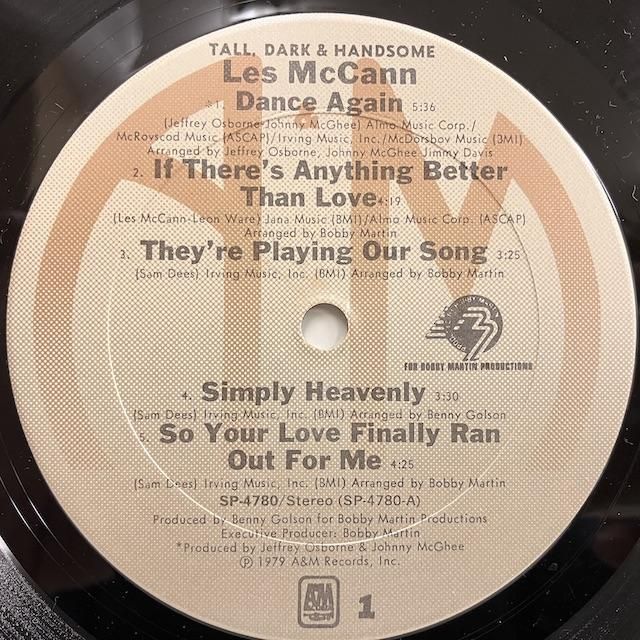 TALL, DARK & HANDSOME
Les McCann
*1. Dance Again 5:36
(Jeffrey Osborne-Johnny McGhee) Almo Music Corp./
McRovscod Music (ASCAP)/Irving Music, Inc./McDorsboy Music (BMI)
Arranged by Jeffrey Osborne, Johnny McGhee Jimmy Davis
2. If There's Anything Better
Than Love 4:19
(Les McCann-Leon Ware) Jana Music (BMI)/Almo Music Corp. (ASCAP)
Arranged by Bobby Martin
3. They're Playing Our Song 3:25
(Sam Dees) Irving Music, Inc. (BMI) Arranged by Bobby Martin
FOR BOBBY MARTIN PRODUCTIONS
4. Simply Heavenly 3:30
(Sam Dees) Irving Music, Inc. (BMI) Arranged by Benny Golson
5. So Your Love Finally Ran
Out For Me 4:25
(Sam Dees) Irving Music, Inc. (BMI) Arranged by Bobby Martin
SP-4780/Stereo (SP-4780-A)
Produced by Benny Golson for Bobby Martin Productions
Executive Producer: Bobby Martin
*Produced by Jeffrey Osborne & Johnny McGhee
℗ 1979 A&M Records, Inc.
A&M
1